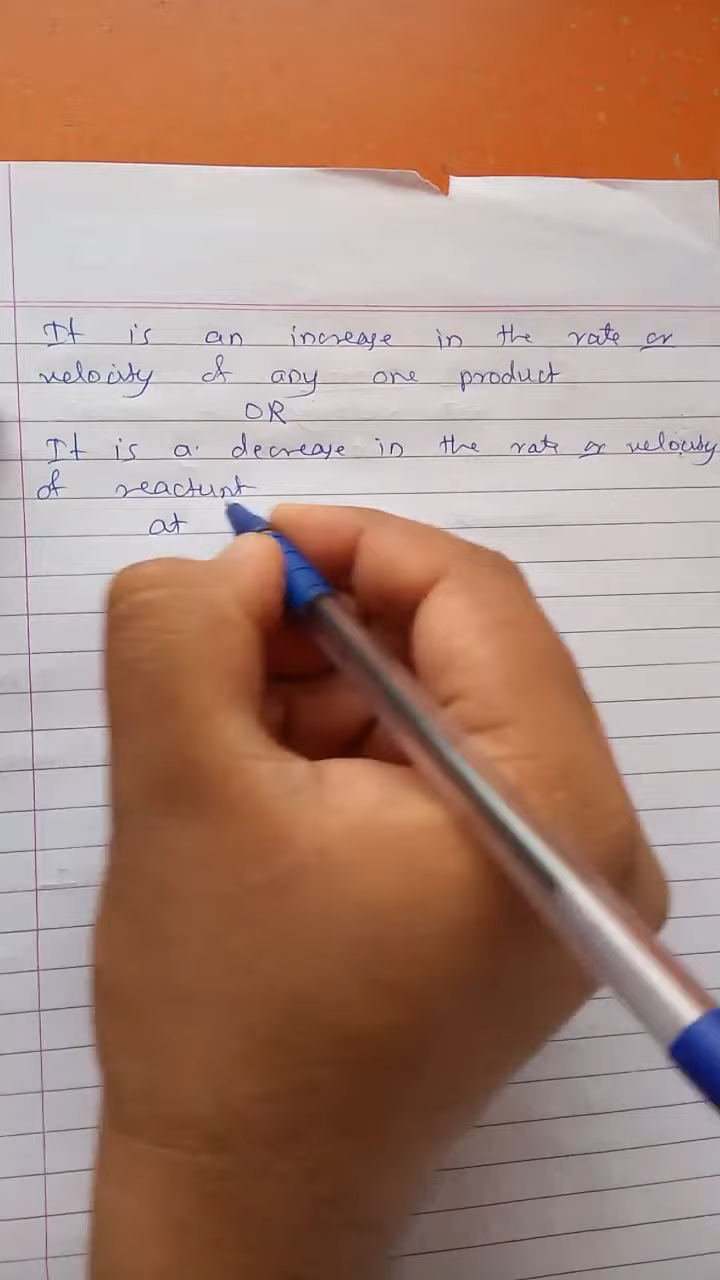 It is an increase in the rate or
velocity of any one product
OR
It is a decrease in the rate or velocity
of reactunt
at